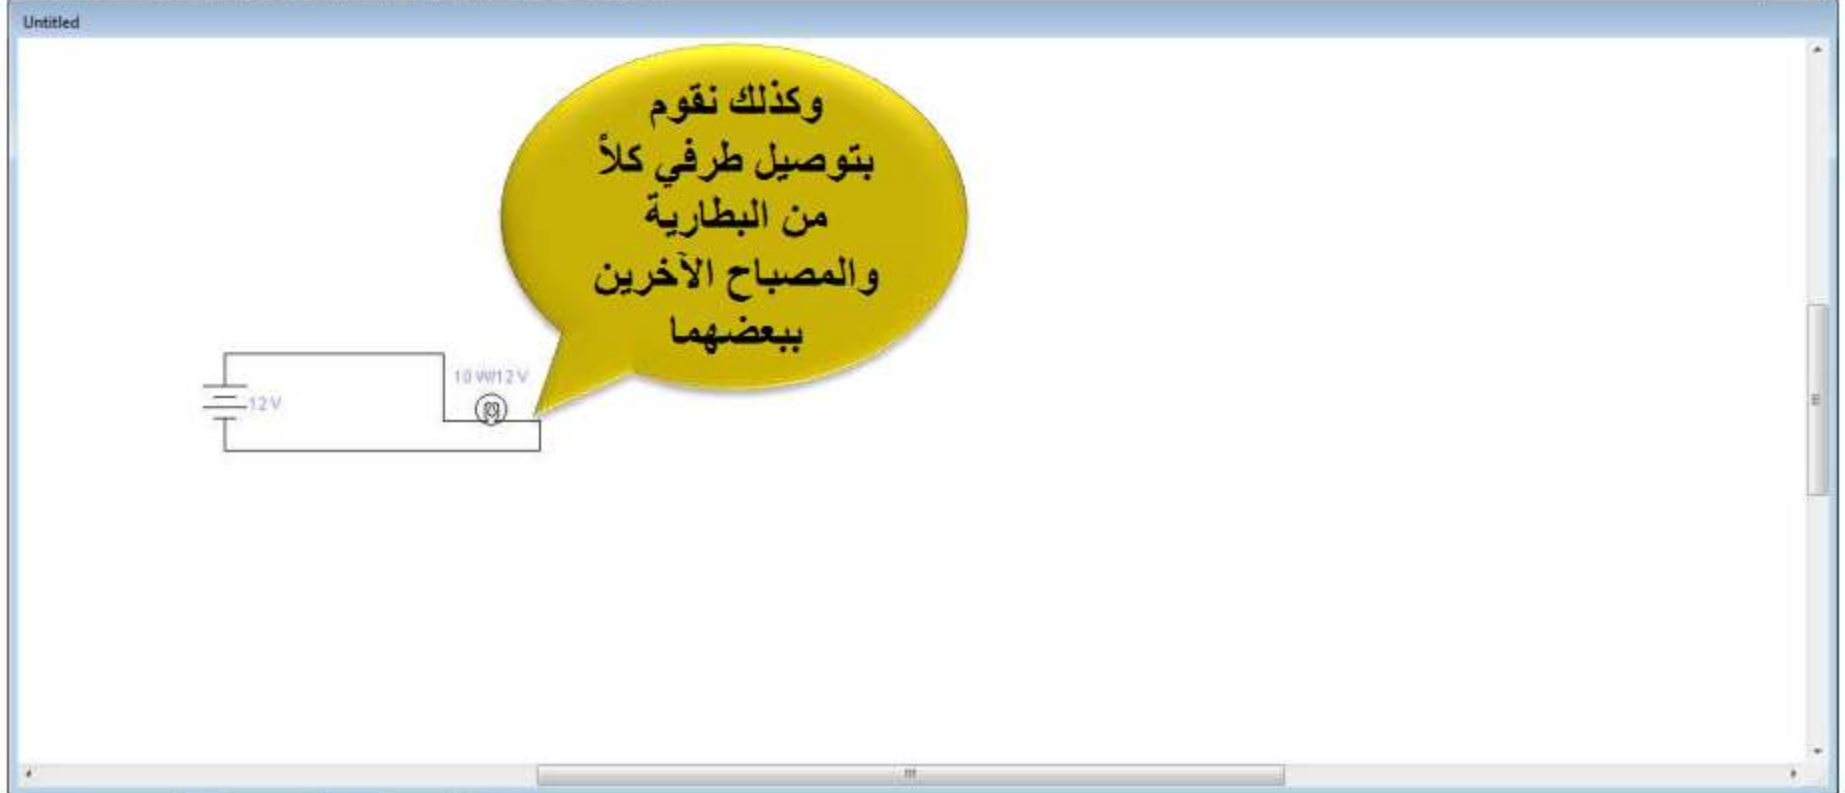 Untitled
وكذلك نقوم
بتوصيل طرفي كلاً
من البطارية
والمصباح الآخرين
ببعضهما
10 W/12 V
12 V